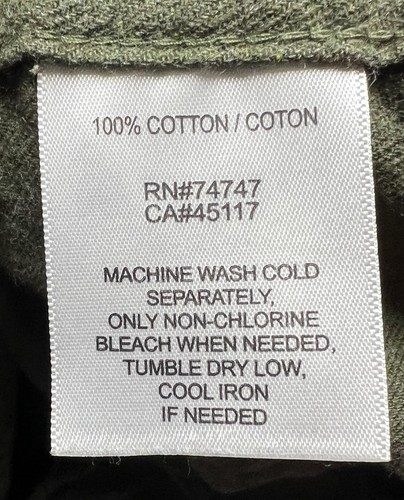 100% COTTON / COTON
RN#74747
CA#45117
MACHINE WASH COLD
SEPARATELY,
ONLY NON-CHLORINE
BLEACH WHEN NEEDED,
TUMBLE DRY LOW,
COOL IRON
IF NEEDED